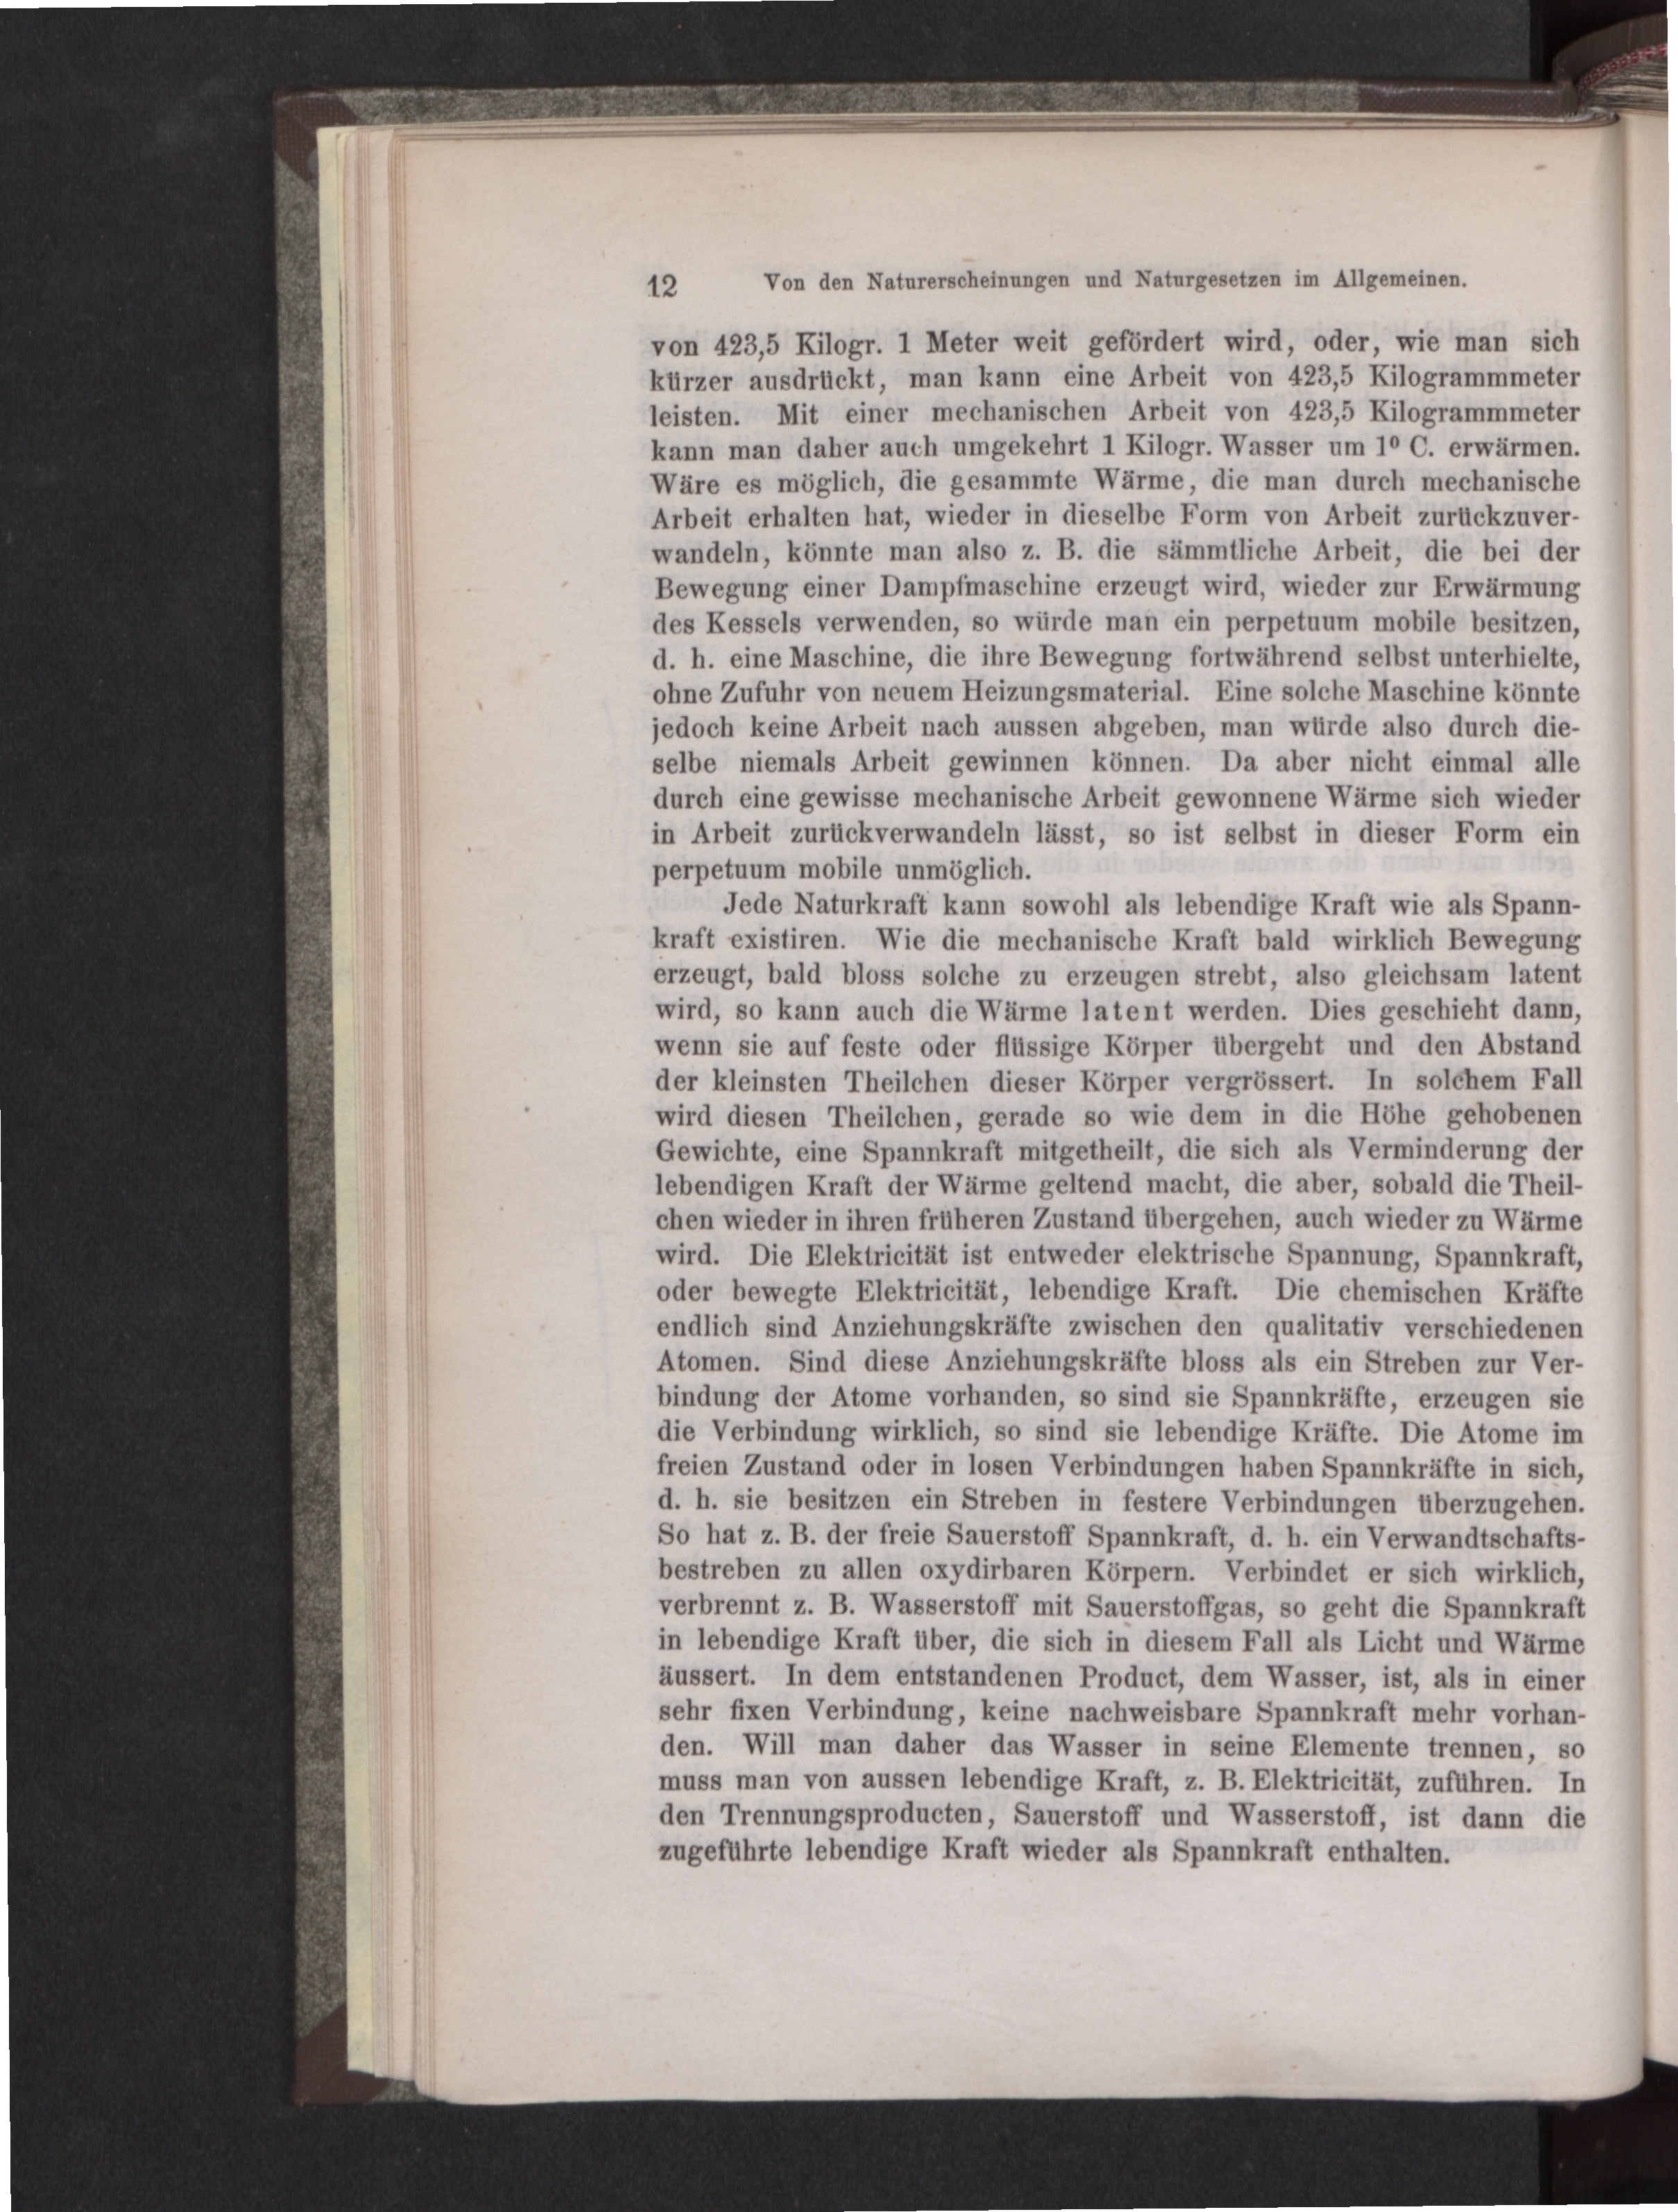 12 Von den Naturerscheinungen und Naturgesetzen im Allgemeinen.
von 423,5 Kilogr. 1 Meter weit gefördert wird, oder, wie man sich
kürzer ausdrückt, man kann eine Arbeit von 423,5 Kilogrammmeter
leisten. Mit einer mechanischen Arbeit von 423,5 Kilogrammmeter
kann man daher auch umgekehrt 1 Kilogr. Wasser um 1⁰ C. erwärmen.
Wäre es möglich, die gesammte Wärme, die man durch mechanische
Arbeit erhalten hat, wieder in dieselbe Form von Arbeit zurückzuver-
wandeln, könnte man also z. B. die sämmtliche Arbeit, die bei der
Bewegung einer Dampfmaschine erzeugt wird, wieder zur Erwärmung
des Kessels verwenden, so würde man ein perpetuum mobile besitzen,
d. h. eine Maschine, die ihre Bewegung fortwährend selbst unterhielte,
ohne Zufuhr von neuem Heizungsmaterial. Eine solche Maschine könnte
jedoch keine Arbeit nach aussen abgeben, man würde also durch die-
selbe niemals Arbeit gewinnen können. Da aber nicht einmal alle
durch eine gewisse mechanische Arbeit gewonnene Wärme sich wieder
in Arbeit zurückverwandeln lässt, so ist selbst in dieser Form ein
perpetuum mobile unmöglich.
Jede Naturkraft kann sowohl als lebendige Kraft wie als Spann-
kraft existiren. Wie die mechanische Kraft bald wirklich Bewegung
erzeugt, bald bloss solche zu erzeugen strebt, also gleichsam latent
wird, so kann auch die Wärme latent werden. Dies geschieht dann,
wenn sie auf feste oder flüssige Körper übergeht und den Abstand
der kleinsten Theilchen dieser Körper vergrössert. In solchem Fall
wird diesen Theilchen, gerade so wie dem in die Höhe gehobenen
Gewichte, eine Spannkraft mitgetheilt, die sich als Verminderung der
lebendigen Kraft der Wärme geltend macht, die aber, sobald die Theil-
chen wieder in ihren früheren Zustand übergehen, auch wieder zu Wärme
wird. Die Elektricität ist entweder elektrische Spannung, Spannkraft,
oder bewegte Elektricität, lebendige Kraft. Die chemischen Kräfte
endlich sind Anziehungskräfte zwischen den qualitativ verschiedenen
Atomen. Sind diese Anziehungskräfte bloss als ein Streben zur Ver-
bindung der Atome vorhanden, so sind sie Spannkräfte, erzeugen sie
die Verbindung wirklich, so sind sie lebendige Kräfte. Die Atome im
freien Zustand oder in losen Verbindungen haben Spannkräfte in sich,
d. h. sie besitzen ein Streben in festere Verbindungen überzugehen.
So hat z. B. der freie Sauerstoff Spannkraft, d. h. ein Verwandtschafts-
bestreben zu allen oxydirbaren Körpern. Verbindet er sich wirklich,
verbrennt z. B. Wasserstoff mit Sauerstoffgas, so geht die Spannkraft
in lebendige Kraft über, die sich in diesem Fall als Licht und Wärme
äussert. In dem entstandenen Product, dem Wasser, ist, als in einer
sehr fixen Verbindung, keine nachweisbare Spannkraft mehr vorhan-
den. Will man daher das Wasser in seine Elemente trennen, so
muss man von aussen lebendige Kraft, z. B. Elektricität, zuführen. In
den Trennungsproducten, Sauerstoff und Wasserstoff, ist dann die
zugeführte lebendige Kraft wieder als Spannkraft enthalten.